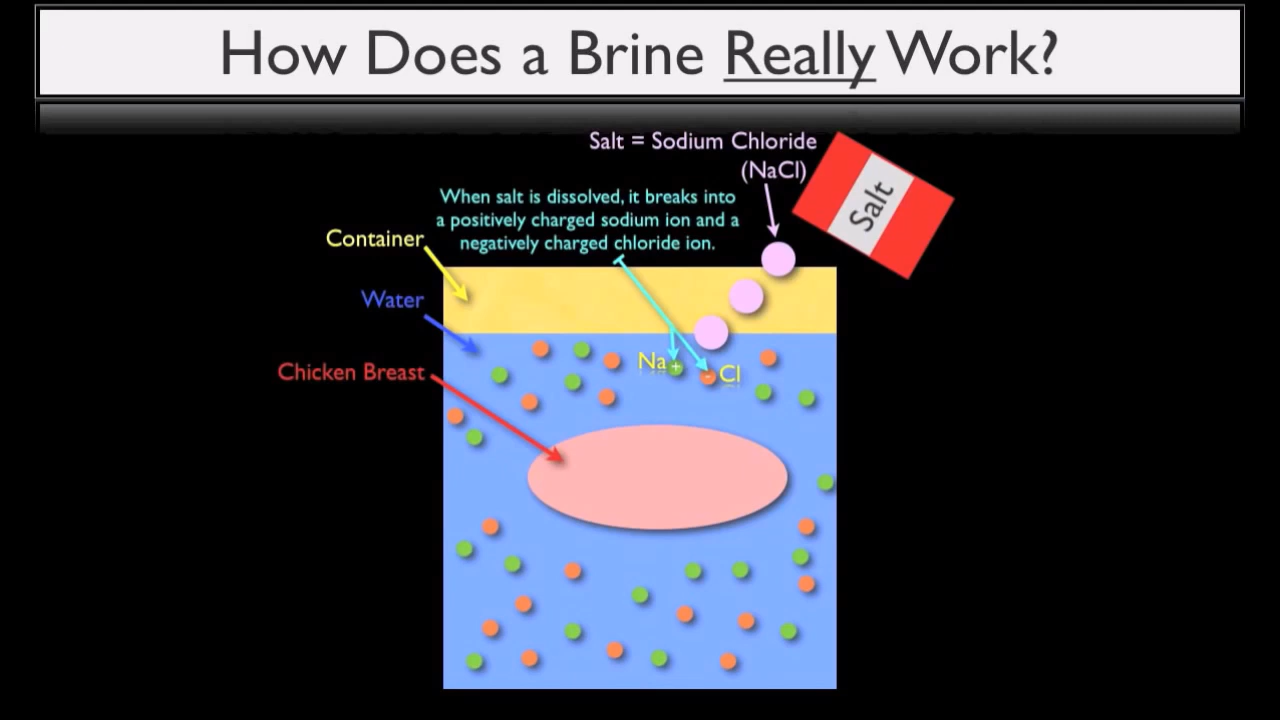 How Does a Brine Really Work?
Salt = Sodium Chloride
(NaCl)
Salt
When salt is dissolved, it breaks into
a positively charged sodium ion and a
negatively charged chloride ion.
Container
Water
Chicken Breast
Na +
- Cl